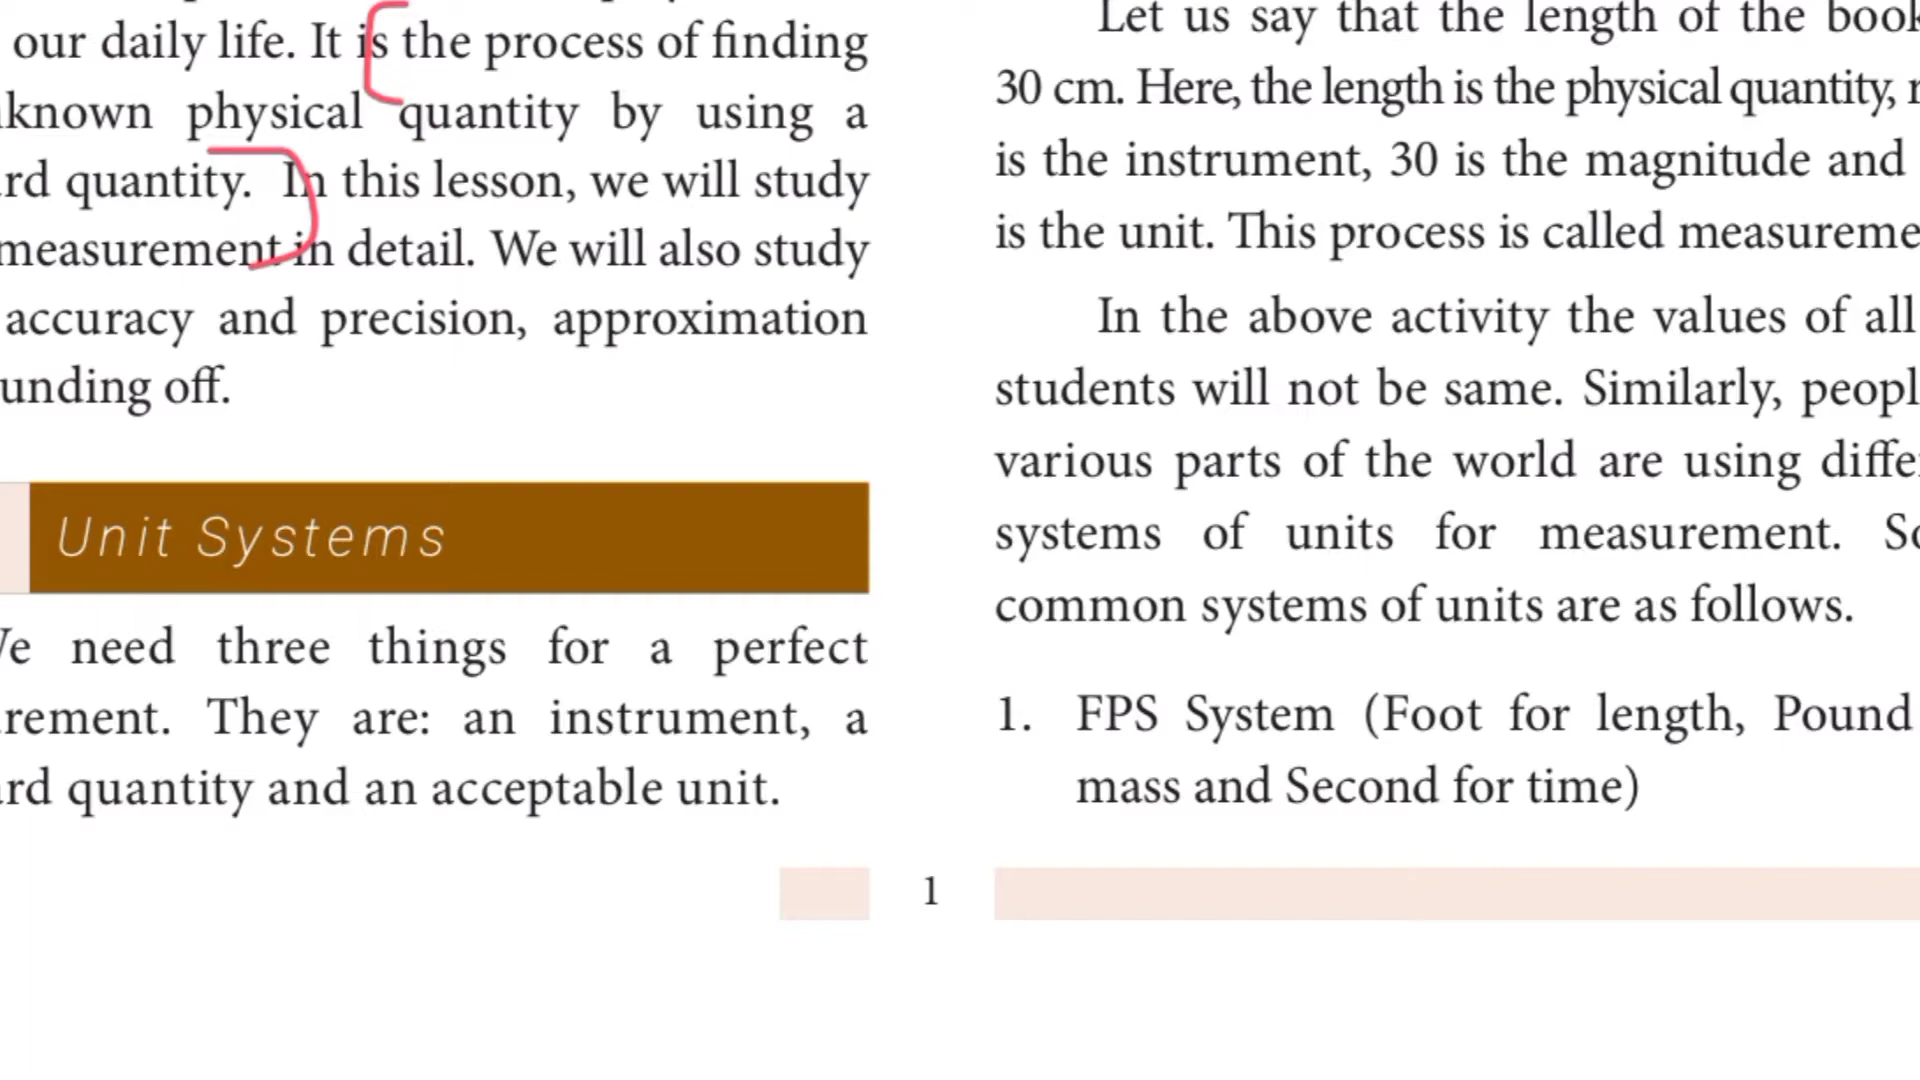 our daily life. It is the process of finding
known physical quantity by using a
rd quantity. In this lesson, we will study
measurement in detail. We will also study
accuracy and precision, approximation
unding off.
Unit Systems
We need three things for a perfect
rement. They are: an instrument, a
ard quantity and an acceptable unit.
Let us say that the length of the book
30 cm. Here, the length is the physical quantity,
is the instrument, 30 is the magnitude and
is the unit. This process is called measureme
In the above activity the values of all
students will not be same. Similarly, peopl
various parts of the world are using diffe
systems of units for measurement. So
common systems of units are as follows.
1. FPS System (Foot for length, Pound
mass and Second for time)
1